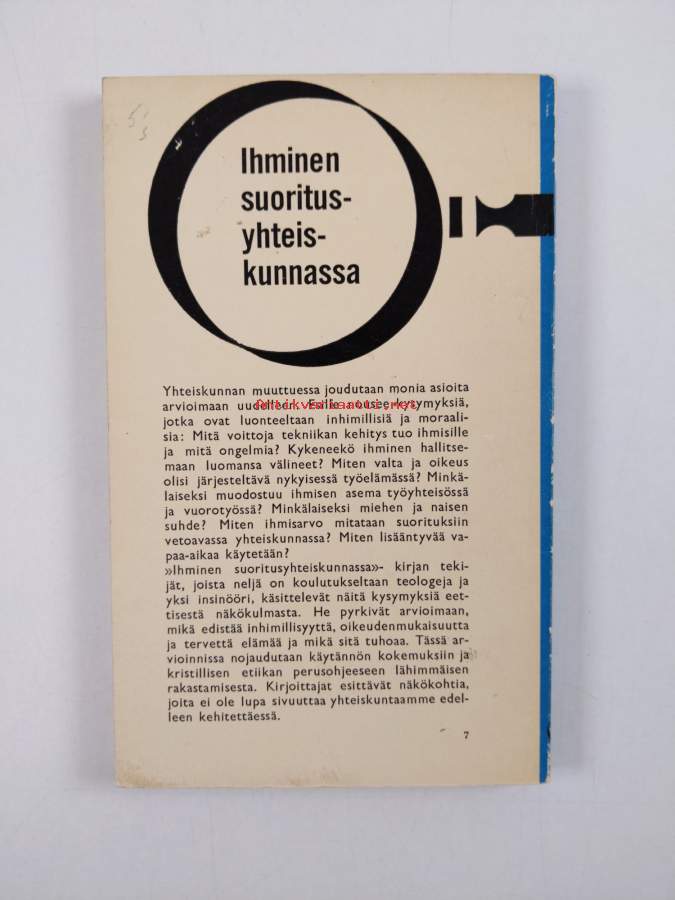 5,-
Ihminen
suoritus-
yhteis-
kunnassa
Yhteiskunnan muuttuessa joudutaan monia asioita
arvioimaan uudelleen. Esille nousee kysymyksiä,
jotka ovat luonteeltaan inhimillisiä ja moraali-
sia: Mitä voittoja tekniikan kehitys tuo ihmisille
ja mitä ongelmia? Kykeneekö ihminen hallitse-
maan luomansa välineet? Miten valta ja oikeus
olisi järjesteltävä nykyisessä työelämässä? Minkä-
laiseksi muodostuu ihmisen asema työyhteisössä
ja vuorotyössä? Minkälaiseksi miehen ja naisen
suhde? Miten ihmisarvo mitataan suorituksiin
vetoavassa yhteiskunnassa? Miten lisääntyvää va-
paa-aikaa käytetään?
»Ihminen suoritusyhteiskunnassa»- kirjan teki-
jät, joista neljä on koulutukseltaan teologeja ja
yksi insinööri, käsittelevät näitä kysymyksiä eet-
tisestä näkökulmasta. He pyrkivät arvioimaan,
mikä edistää inhimillisyyttä, oikeudenmukaisuutta
ja tervettä elämää ja mikä sitä tuhoaa. Tässä ar-
vioinnissa nojaudutaan käytännön kokemuksiin ja
kristillisen etiikan perusohjeeseen lähimmäisen
rakastamisesta. Kirjoittajat esittävät näkökohtia,
joita ei ole lupa sivuuttaa yhteiskuntaamme edel-
leen kehitettäessä.
7